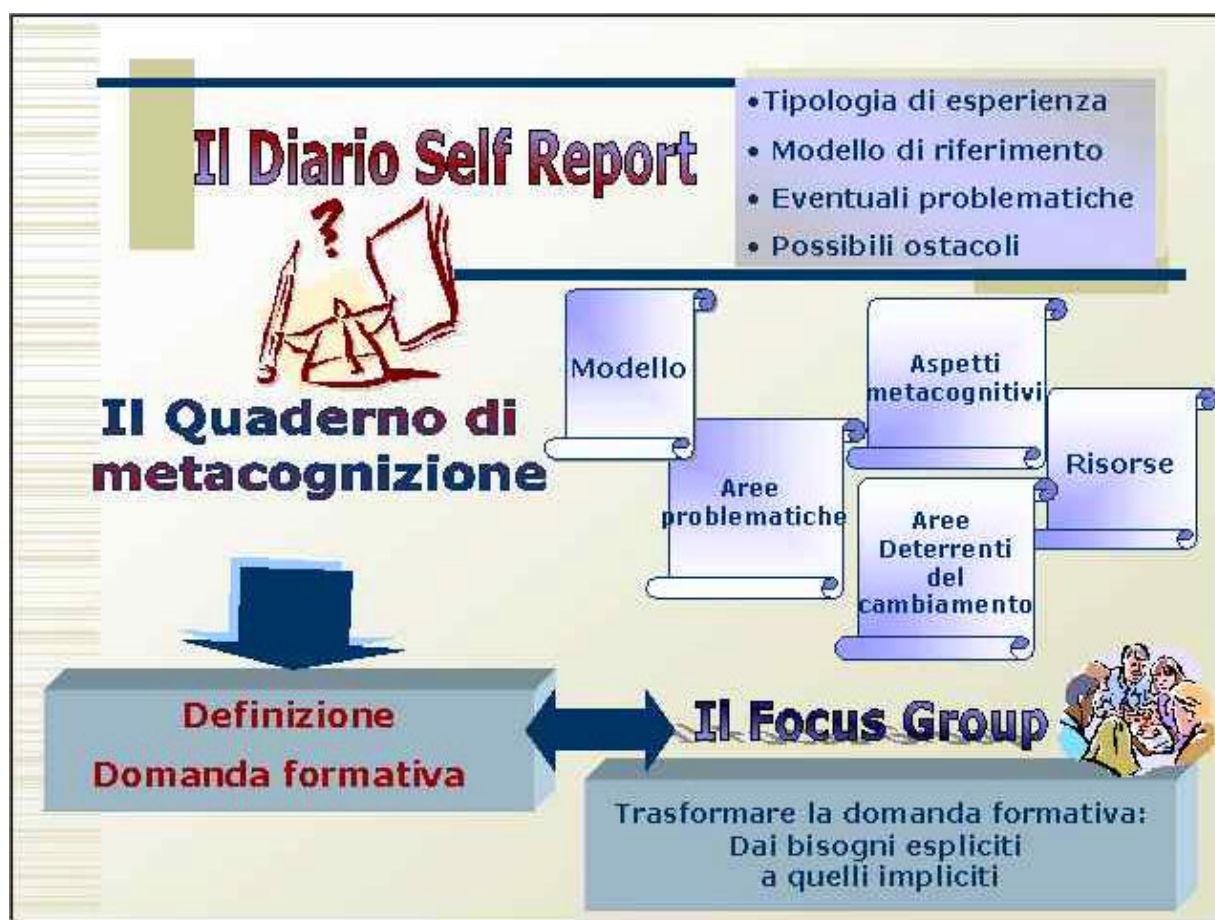 Il Diario Self Report
•Tipologia di esperienza
• Modello di riferimento
• Eventuali problematiche
• Possibili ostacoli
?
Il Quaderno di
metacognizione
Modello
Aree
problematiche
Aspetti
metacognitivi
Aree
Deterrenti
del
cambiamento
Risorse
Definizione
Domanda formativa
Il Focus Group
Trasformare la domanda formativa:
Dai bisogni espliciti
a quelli impliciti